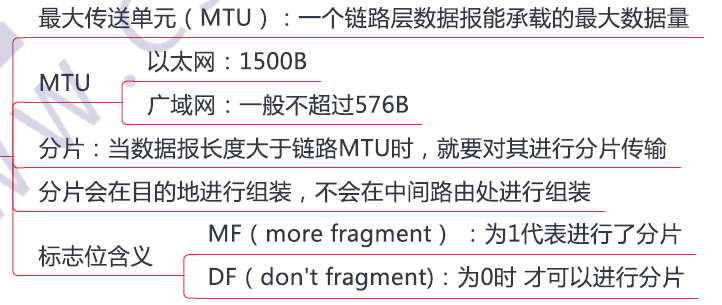 最大传送单元（MTU）：一个链路层数据报能承载的最大数据量
MTU
以太网：1500B
广域网：一般不超过576B
分片：当数据报长度大于链路MTU时，就要对其进行分片传输
分片会在目的地进行组装，不会在中间路由处进行组装
标志位含义
MF（more fragment）：为1代表进行了分片
DF（don't fragment)：为0时 才可以进行分片